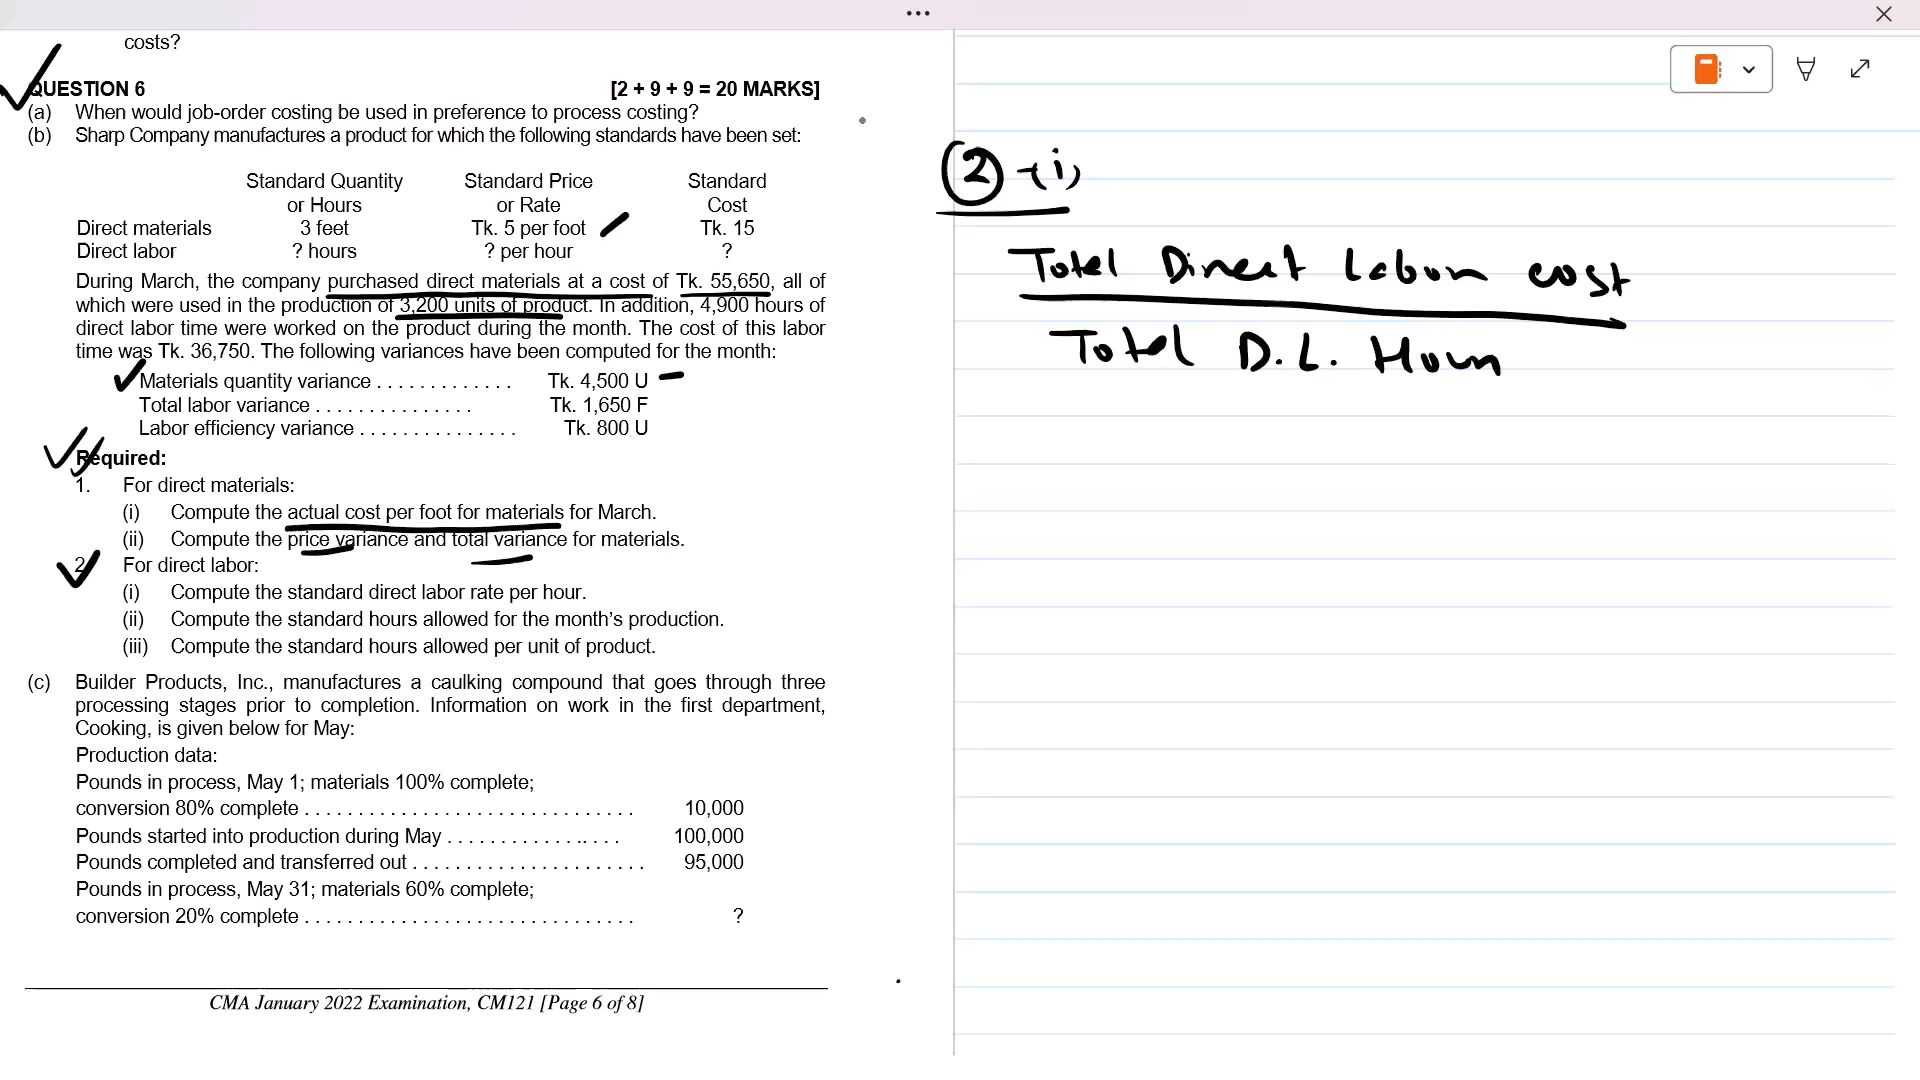 costs?
QUESTION 6 [2 + 9 + 9 = 20 MARKS]
(a) When would job-order costing be used in preference to process costing?
(b) Sharp Company manufactures a product for which the following standards have been set:
Standard Quantity Standard Price Standard
or Hours or Rate Cost
Direct materials 3 feet Tk. 5 per foot Tk. 15
Direct labor ? hours ? per hour ?
During March, the company purchased direct materials at a cost of Tk. 55,650, all of
which were used in the production of 3,200 units of product. In addition, 4,900 hours of
direct labor time were worked on the product during the month. The cost of this labor
time was Tk. 36,750. The following variances have been computed for the month:
Materials quantity variance . . . . . . . . . . . . . Tk. 4,500 U
Total labor variance . . . . . . . . . . . . . . . Tk. 1,650 F
Labor efficiency variance . . . . . . . . . . . . . . . Tk. 800 U
Required:
1. For direct materials:
(i) Compute the actual cost per foot for materials for March.
(ii) Compute the price variance and total variance for materials.
2. For direct labor:
(i) Compute the standard direct labor rate per hour.
(ii) Compute the standard hours allowed for the month's production.
(iii) Compute the standard hours allowed per unit of product.
(c) Builder Products, Inc., manufactures a caulking compound that goes through three
processing stages prior to completion. Information on work in the first department,
Cooking, is given below for May:
Production data:
Pounds in process, May 1; materials 100% complete;
conversion 80% complete . . . . . . . . . . . . . . . . . . . . . . . . . . . . . . 10,000
Pounds started into production during May . . . . . . . . . . . . .. . . . 100,000
Pounds completed and transferred out . . . . . . . . . . . . . . . . . . . . . . . 95,000
Pounds in process, May 31; materials 60% complete;
conversion 20% complete . . . . . . . . . . . . . . . . . . . . . . . . . . . . . . ?
CMA January 2022 Examination, CM121 [Page 6 of 8]
2 - (i)
Total Direct Labour cost
Total D.L. Hour